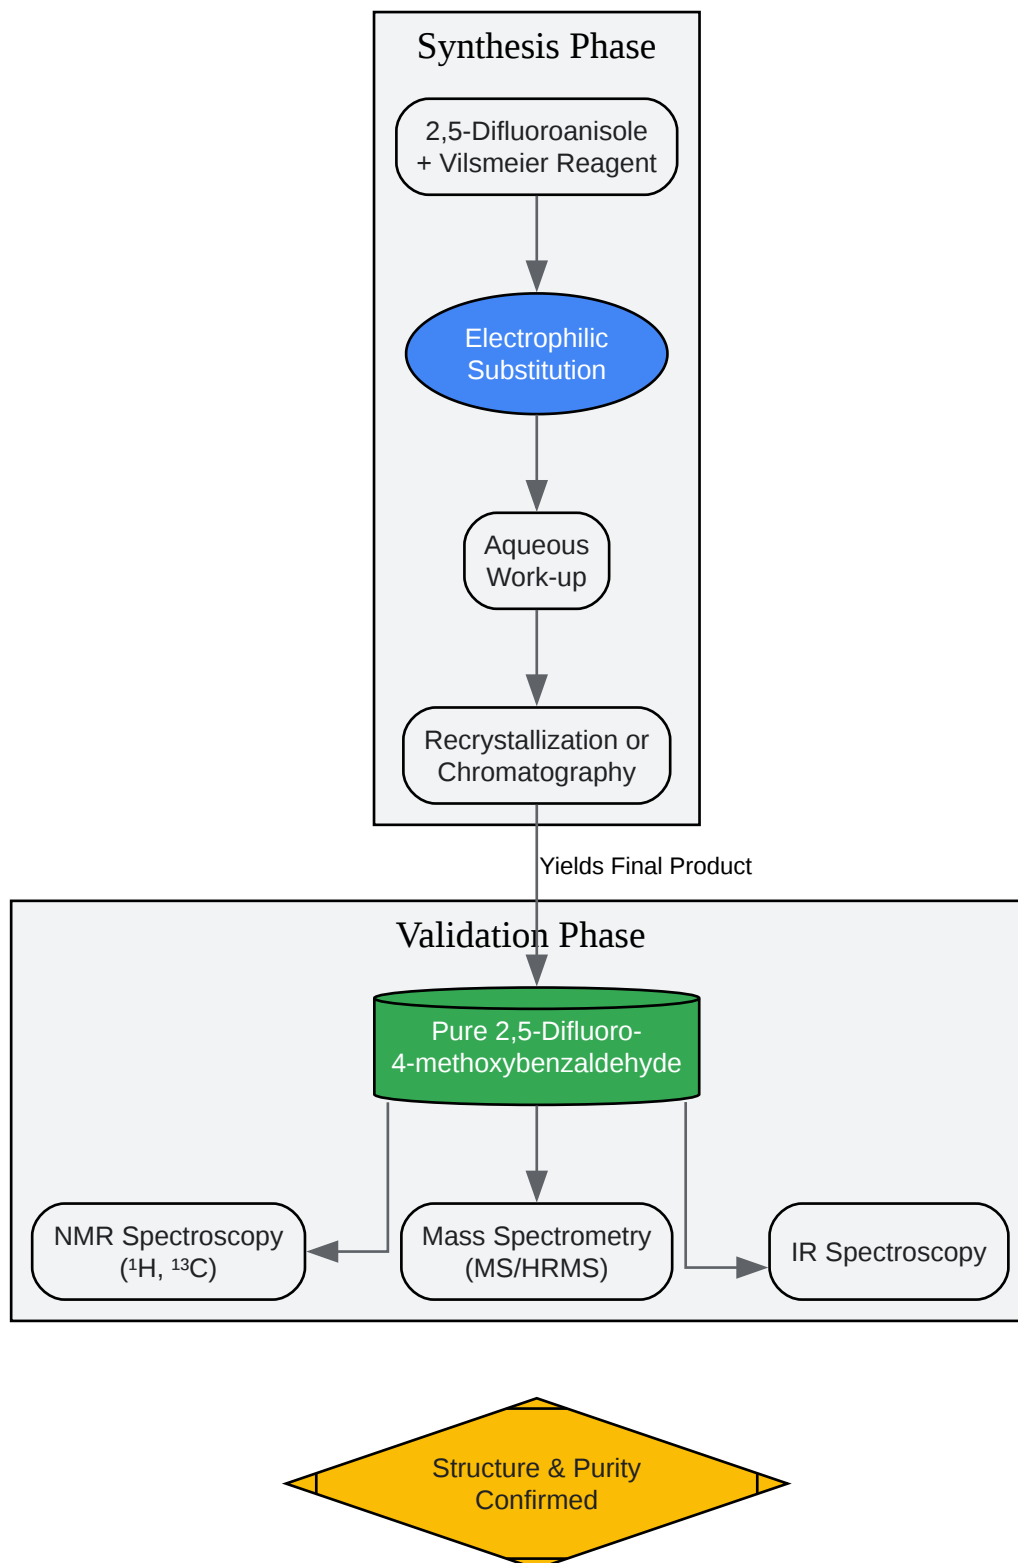 Synthesis Phase
2,5-Difluoroanisole
+ Vilsmeier Reagent
Electrophilic
Substitution
Aqueous
Work-up
Recrystallization or
Chromatography
Yields Final Product
Validation Phase
Pure 2,5-Difluoro-
4-methoxybenzaldehyde
NMR Spectroscopy
(¹H, ¹³C)
Mass Spectrometry
(MS/HRMS)
IR Spectroscopy
Structure & Purity
Confirmed